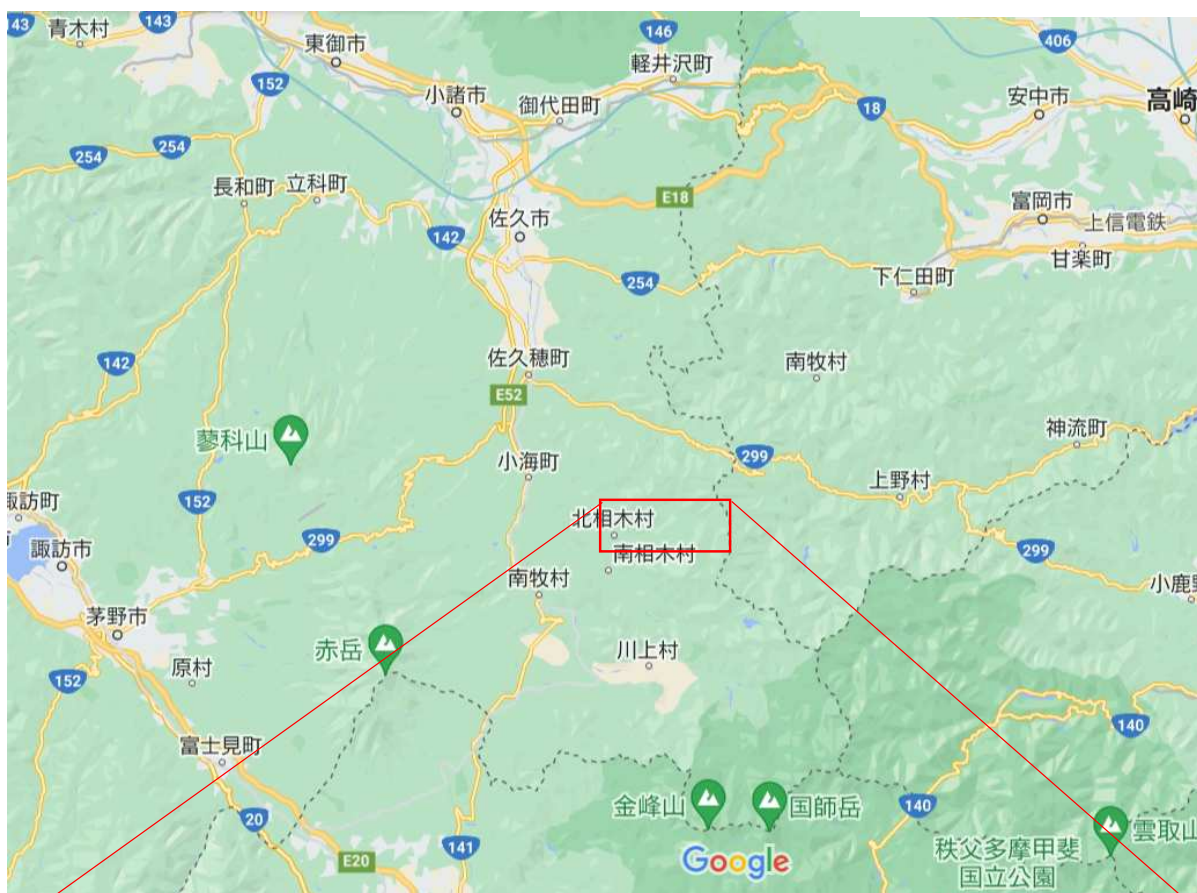 43
青木村
143
東御市
152
146
軽井沢町
406
小諸市
御代田町
18
安中市
高崎
254
254
長和町
立科町
E18
富岡市
佐久市
142
上信電鉄
甘楽町
254
下仁田町
142
佐久穂町
南牧村
E52
蓼科山
神流町
299
小海町
上野村
諏訪町
152
北相木村
諏訪市
299
南相木村
299
南牧村
小鹿野
茅野市
赤岳
川上村
原村
152
140
富士見町
金峰山
国師岳
140
20
雲取山
141
秩父多摩甲斐
国立公園
E20
Google